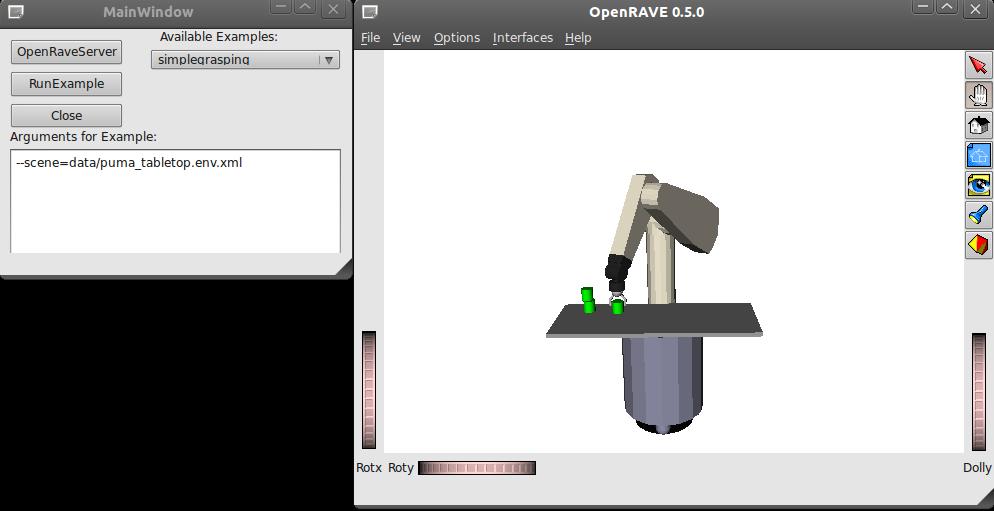 MainWindow
OpenRaveServer
Available Examples:
simplegrasping
RunExample
Close
Arguments for Example:
--scene=data/puma_tabletop.env.xml
OpenRAVE 0.5.0
File View Options Interfaces Help
Rotx Roty
Dolly